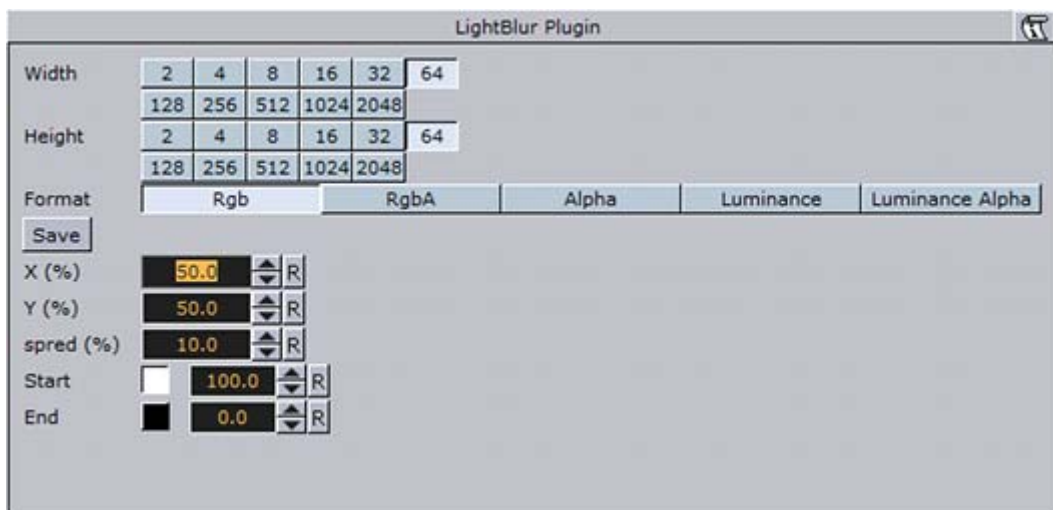 LightBlur Plugin
Width 2 4 8 16 32 64
128 256 512 1024 2048
Height 2 4 8 16 32 64
128 256 512 1024 2048
Format Rgb RgbA Alpha Luminance Luminance Alpha
Save
X (%) 50.0 R
Y (%) 50.0 R
spred (%) 10.0 R
Start 100.0 R
End 0.0 R